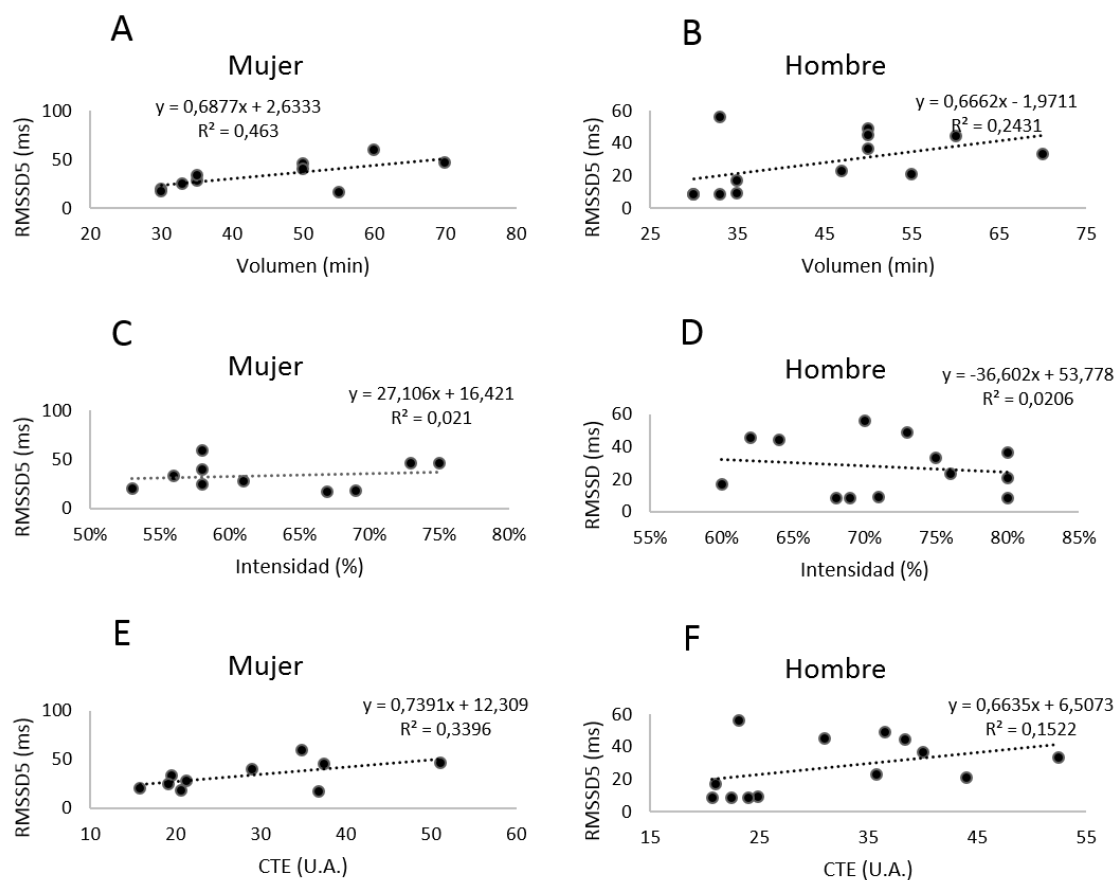 A
Mujer
y = 0,6877x + 2,6333
R² = 0,463
RMSSD5 (ms)
100
50
0
20 30 40 50 60 70 80
Volumen (min)
B
Hombre
y = 0,6662x - 1,9711
R² = 0,2431
RMSSD5 (ms)
60
40
20
0
25 35 45 55 65 75
Volumen (min)
C
Mujer
y = 27,106x + 16,421
R² = 0,021
RMSSD5 (ms)
100
50
0
50% 55% 60% 65% 70% 75% 80%
Intensidad (%)
D
Hombre
y = -36,602x + 53,778
R² = 0,0206
RMSSD (ms)
60
40
20
0
55% 60% 65% 70% 75% 80% 85%
Intensidad (%)
E
Mujer
y = 0,7391x + 12,309
R² = 0,3396
RMSSD5 (ms)
100
50
0
10 20 30 40 50 60
CTE (U.A.)
F
Hombre
y = 0,6635x + 6,5073
R² = 0,1522
RMSSD5 (ms)
60
40
20
0
15 25 35 45 55
CTE (U.A.)